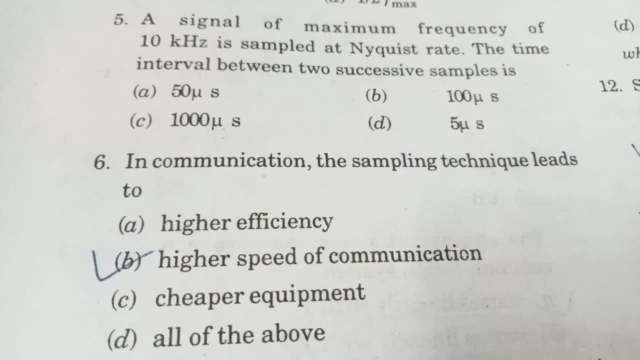 max
5. A signal of maximum frequency of
10 kHz is sampled at Nyquist rate. The time
interval between two successive samples is
(a) 50μ s (b) 100μ s
(c) 1000μ s (d) 5μ s
6. In communication, the sampling technique leads
to
(a) higher efficiency
(b) higher speed of communication
(c) cheaper equipment
(d) all of the above
(d)
12.